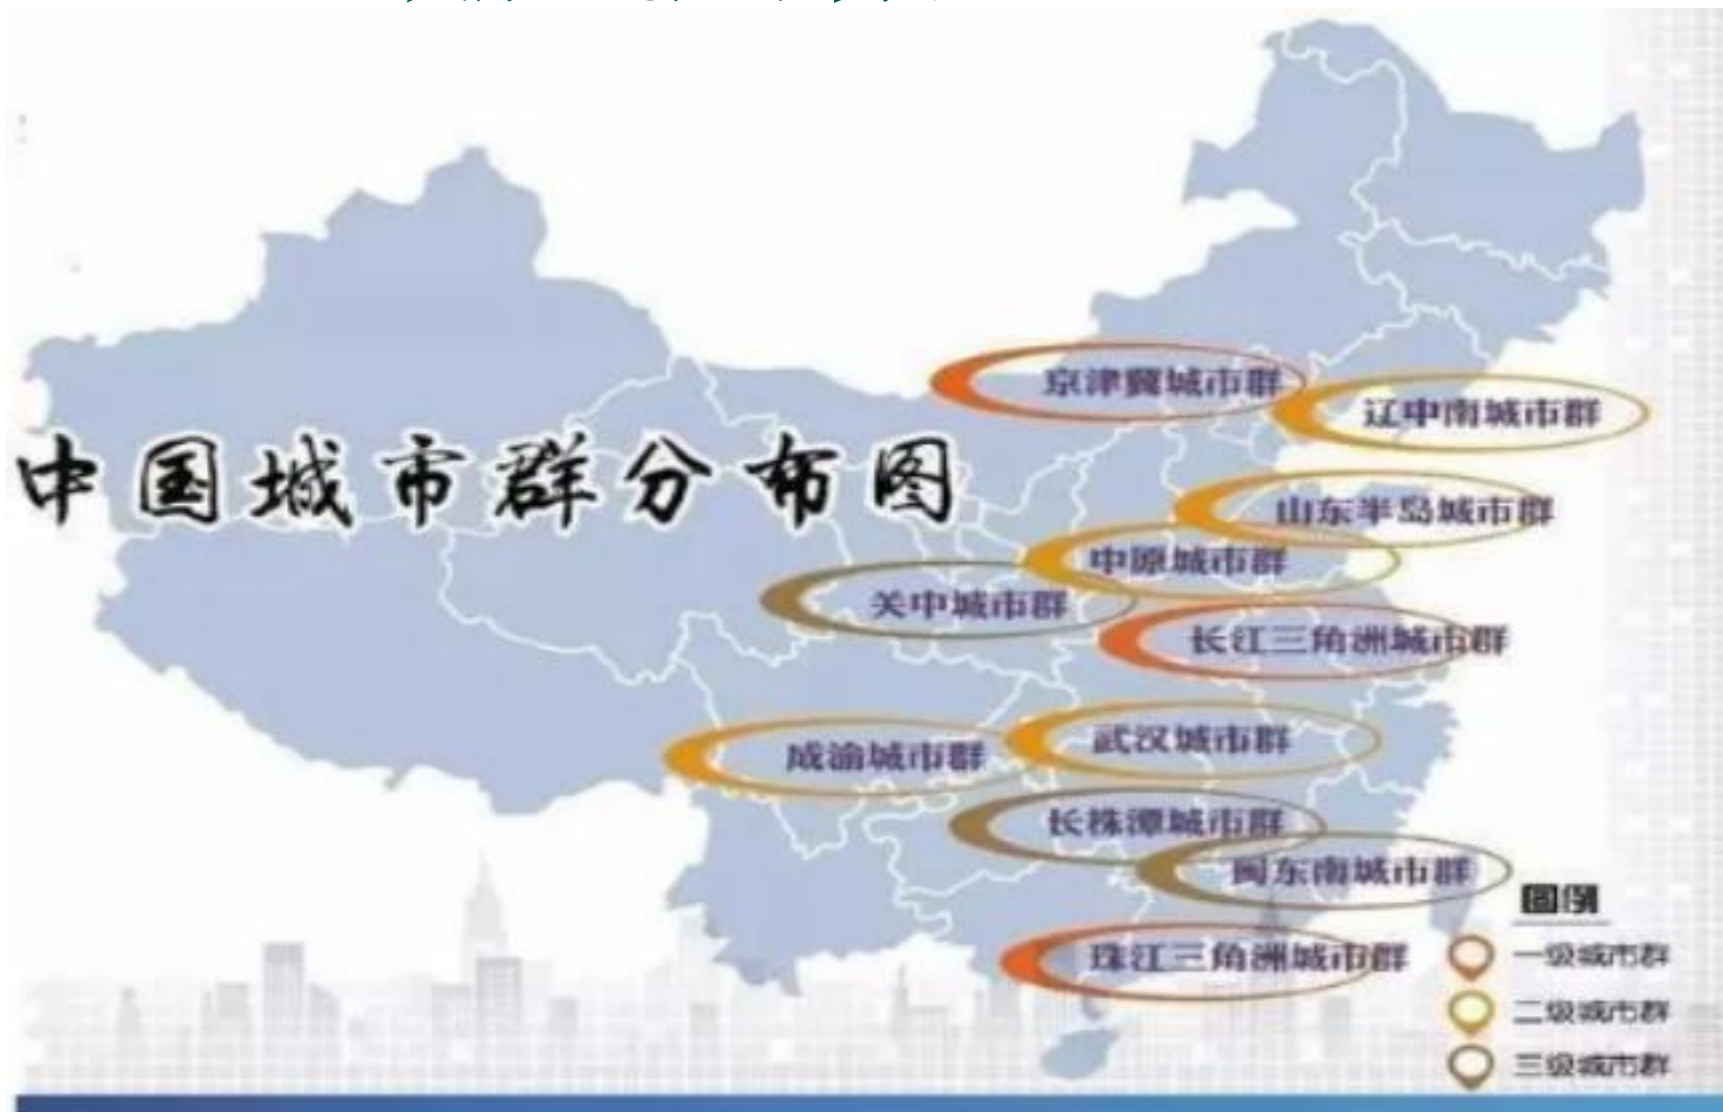 中国城市群分布图
京津冀城市群
辽中南城市群
山东半岛城市群
中原城市群
关中城市群
长江三角洲城市群
武汉城市群
成渝城市群
长株潭城市群
闽东南城市群
珠江三角洲城市群
图例
一级城市群
二级城市群
三级城市群